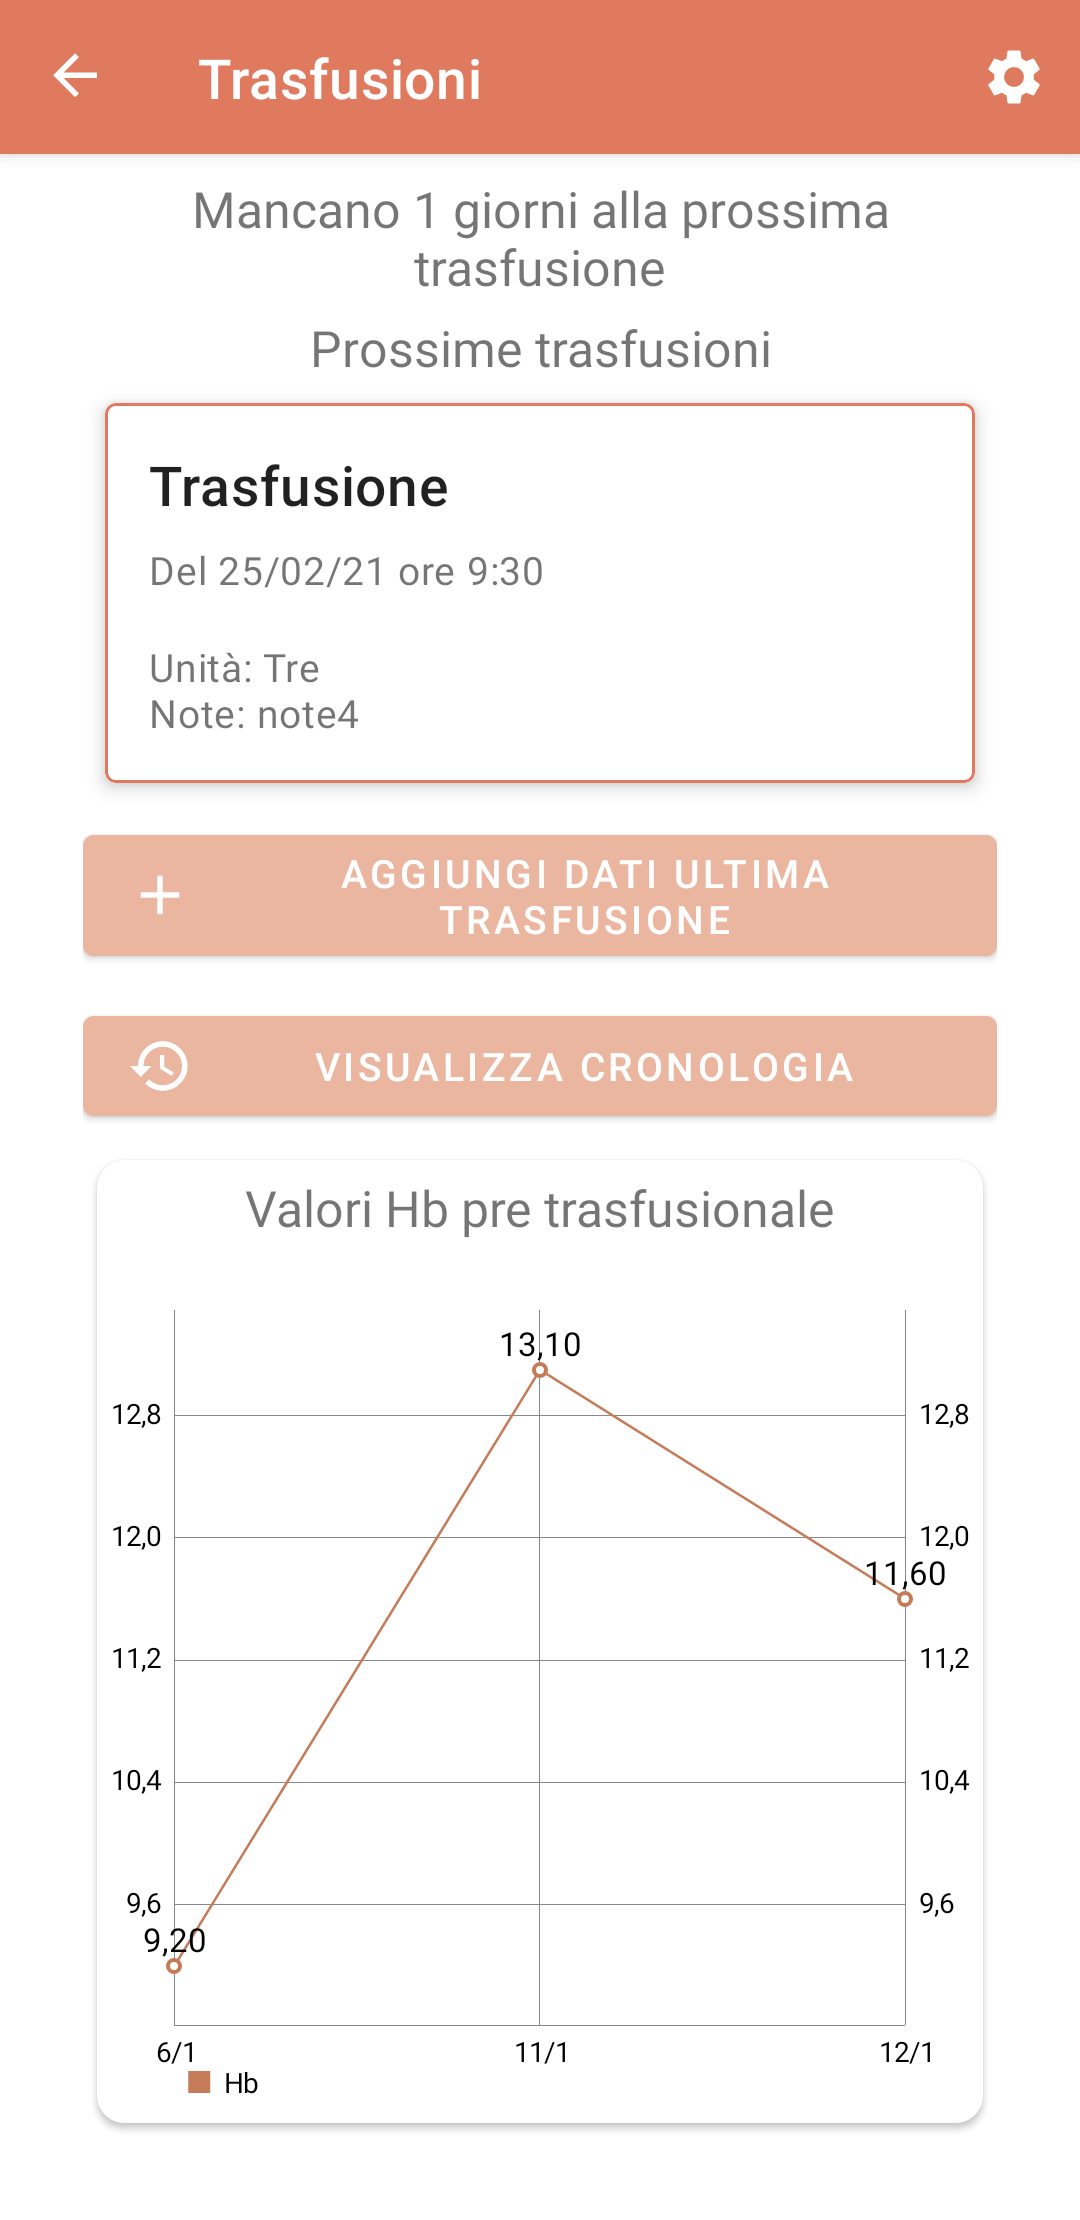 Trasfusioni
Mancano 1 giorni alla prossima
trasfusione
Prossime trasfusioni
Trasfusione
Del 25/02/21 ore 9:30
Unità: Tre
Note: note4
AGGIUNGI DATI ULTIMA
TRASFUSIONE
VISUALIZZA CRONOLOGIA
Valori Hb pre trasfusionale
13,10
12,8 12,8
12,0 12,0
11,60
11,2 11,2
10,4 10,4
9,6 9,6
9,20
6/1 11/1 12/1
Hb